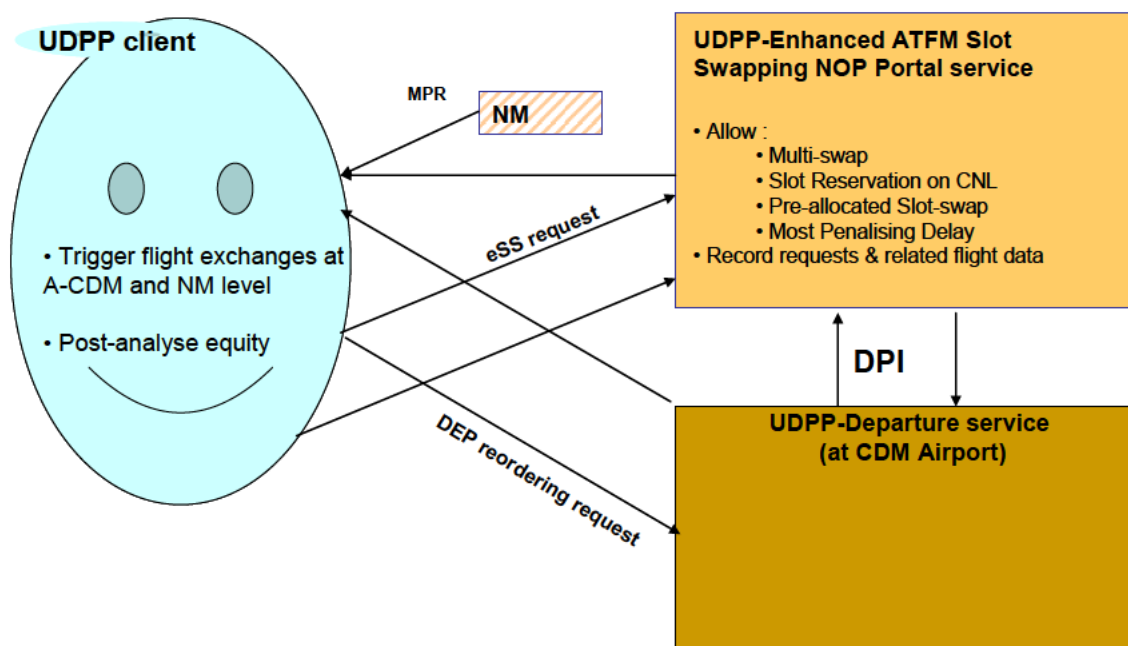 UDPP client
• Trigger flight exchanges at
A-CDM and NM level
• Post-analyse equity
MPR
NM
eSS request
DEP reordering request
UDPP-Enhanced ATFM Slot
Swapping NOP Portal service
• Allow :
• Multi-swap
• Slot Reservation on CNL
• Pre-allocated Slot-swap
• Most Penalising Delay
• Record requests & related flight data
DPI
UDPP-Departure service
(at CDM Airport)